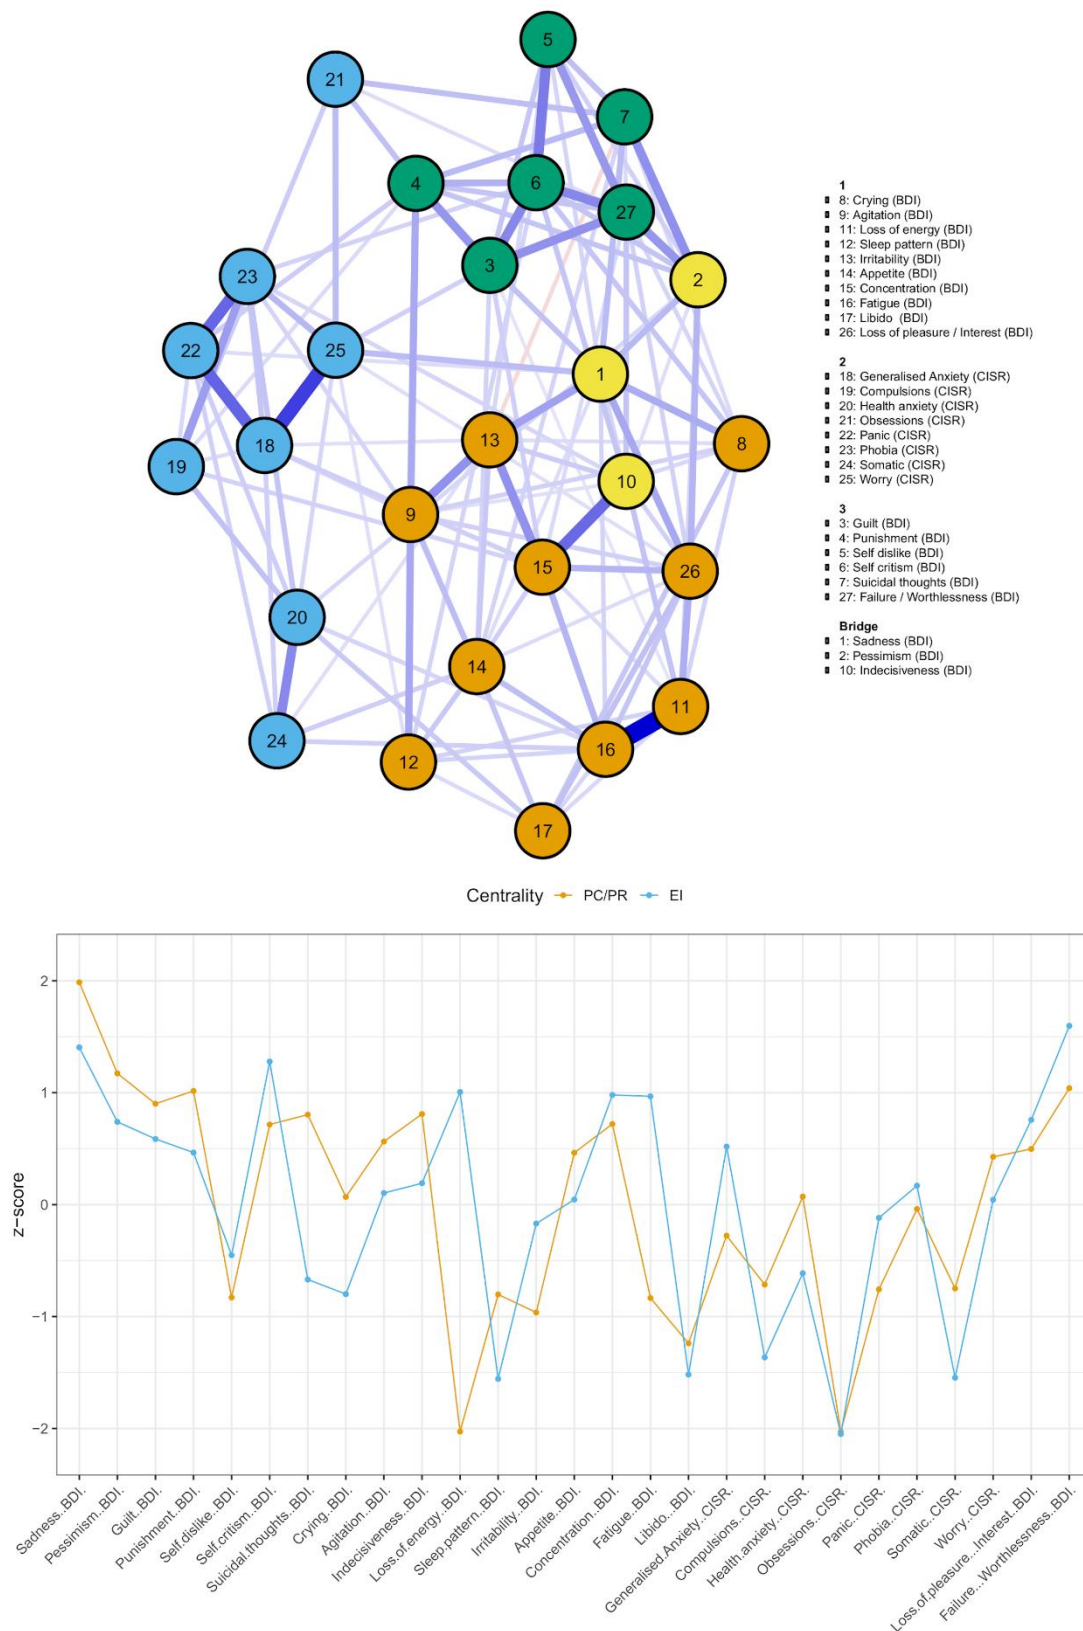 5
21
7
4
6
27
3
2
23
22
25
1
13
8
18
19
10
9
15
26
20
14
11
24
12
16
17
1
8: Crying (BDI)
9: Agitation (BDI)
11: Loss of energy (BDI)
12: Sleep pattern (BDI)
13: Irritability (BDI)
14: Appetite (BDI)
15: Concentration (BDI)
16: Fatigue (BDI)
17: Libido (BDI)
26: Loss of pleasure / Interest (BDI)
2
18: Generalised Anxiety (CISR)
19: Compulsions (CISR)
20: Health anxiety (CISR)
21: Obsessions (CISR)
22: Panic (CISR)
23: Phobia (CISR)
24: Somatic (CISR)
25: Worry (CISR)
3
3: Guilt (BDI)
4: Punishment (BDI)
5: Self dislike (BDI)
6: Self critism (BDI)
7: Suicidal thoughts (BDI)
27: Failure / Worthlessness (BDI)
Bridge
1: Sadness (BDI)
2: Pessimism (BDI)
10: Indecisiveness (BDI)
Centrality PC/PR EI
z−score
2
1
0
−1
−2
Sadness..BDI.
Pessimism..BDI.
Guilt..BDI.
Punishment..BDI.
Self.dislike..BDI.
Self.critism..BDI.
Suicidal.thoughts..BDI.
Crying..BDI.
Agitation..BDI.
Indecisiveness..BDI.
Loss.of.energy..BDI.
Sleep.pattern..BDI.
Irritability..BDI.
Appetite..BDI.
Concentration..BDI.
Fatigue..BDI.
Libido...BDI.
Generalised.Anxiety..CISR.
Compulsions..CISR.
Health.anxiety..CISR.
Obsessions..CISR.
Panic..CISR.
Phobia..CISR.
Somatic..CISR.
Worry..CISR.
Loss.of.pleasure...Interest..BDI.
Failure...Worthlessness..BDI.